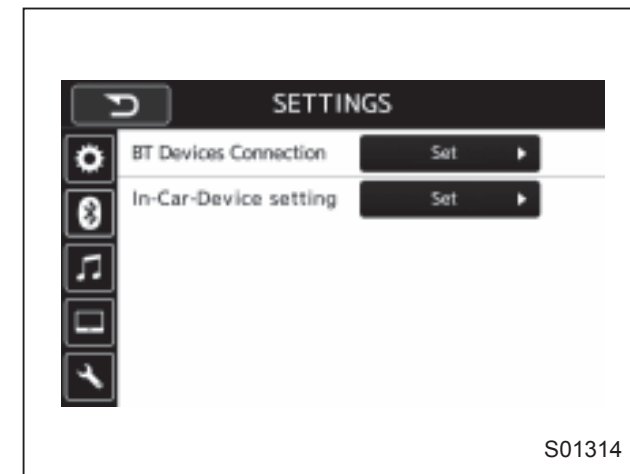 SETTINGS
BT Devices Connection Set
In-Car-Device setting Set
S01314